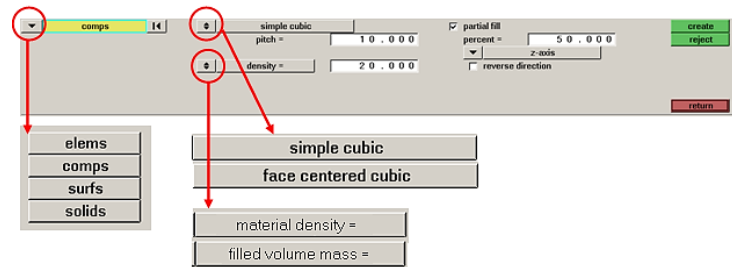 comps simple cubic partial fill create
pitch = 10.000 percent = 50.000 reject
z-axis
density = 20.000 reverse direction
return
elems
comps
surfs
solids
simple cubic
face centered cubic
material density =
filled volume mass =